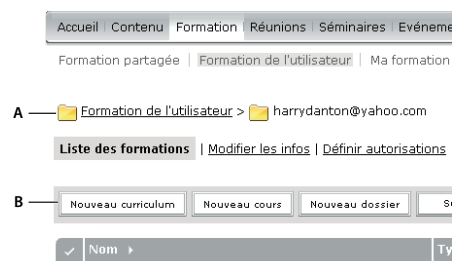 Accueil | Contenu | Formation | Réunions | Séminaires |
Formation partagée | Formation de l'utilisateur | Ma formation
A Formation de l'utilisateur > harrydanton@yahoo.com
Liste des formations | Modifier les infos | Définir autorisations
B Nouveau curriculum Nouveau cours Nouveau dossier
Nom